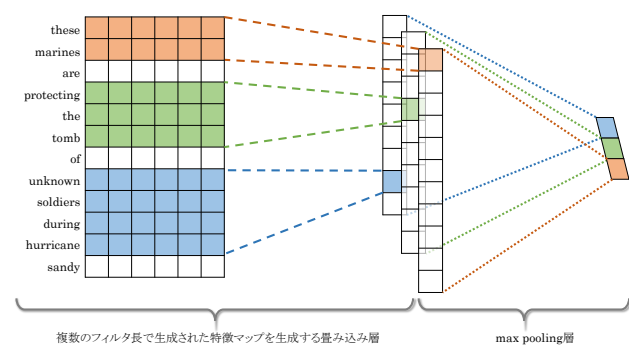 these
marines
are
protecting
the
tomb
of
unknown
soldiers
during
hurricane
sandy
複数のフィルタ長で生成された特徴マップを生成する畳み込み層
max pooling層